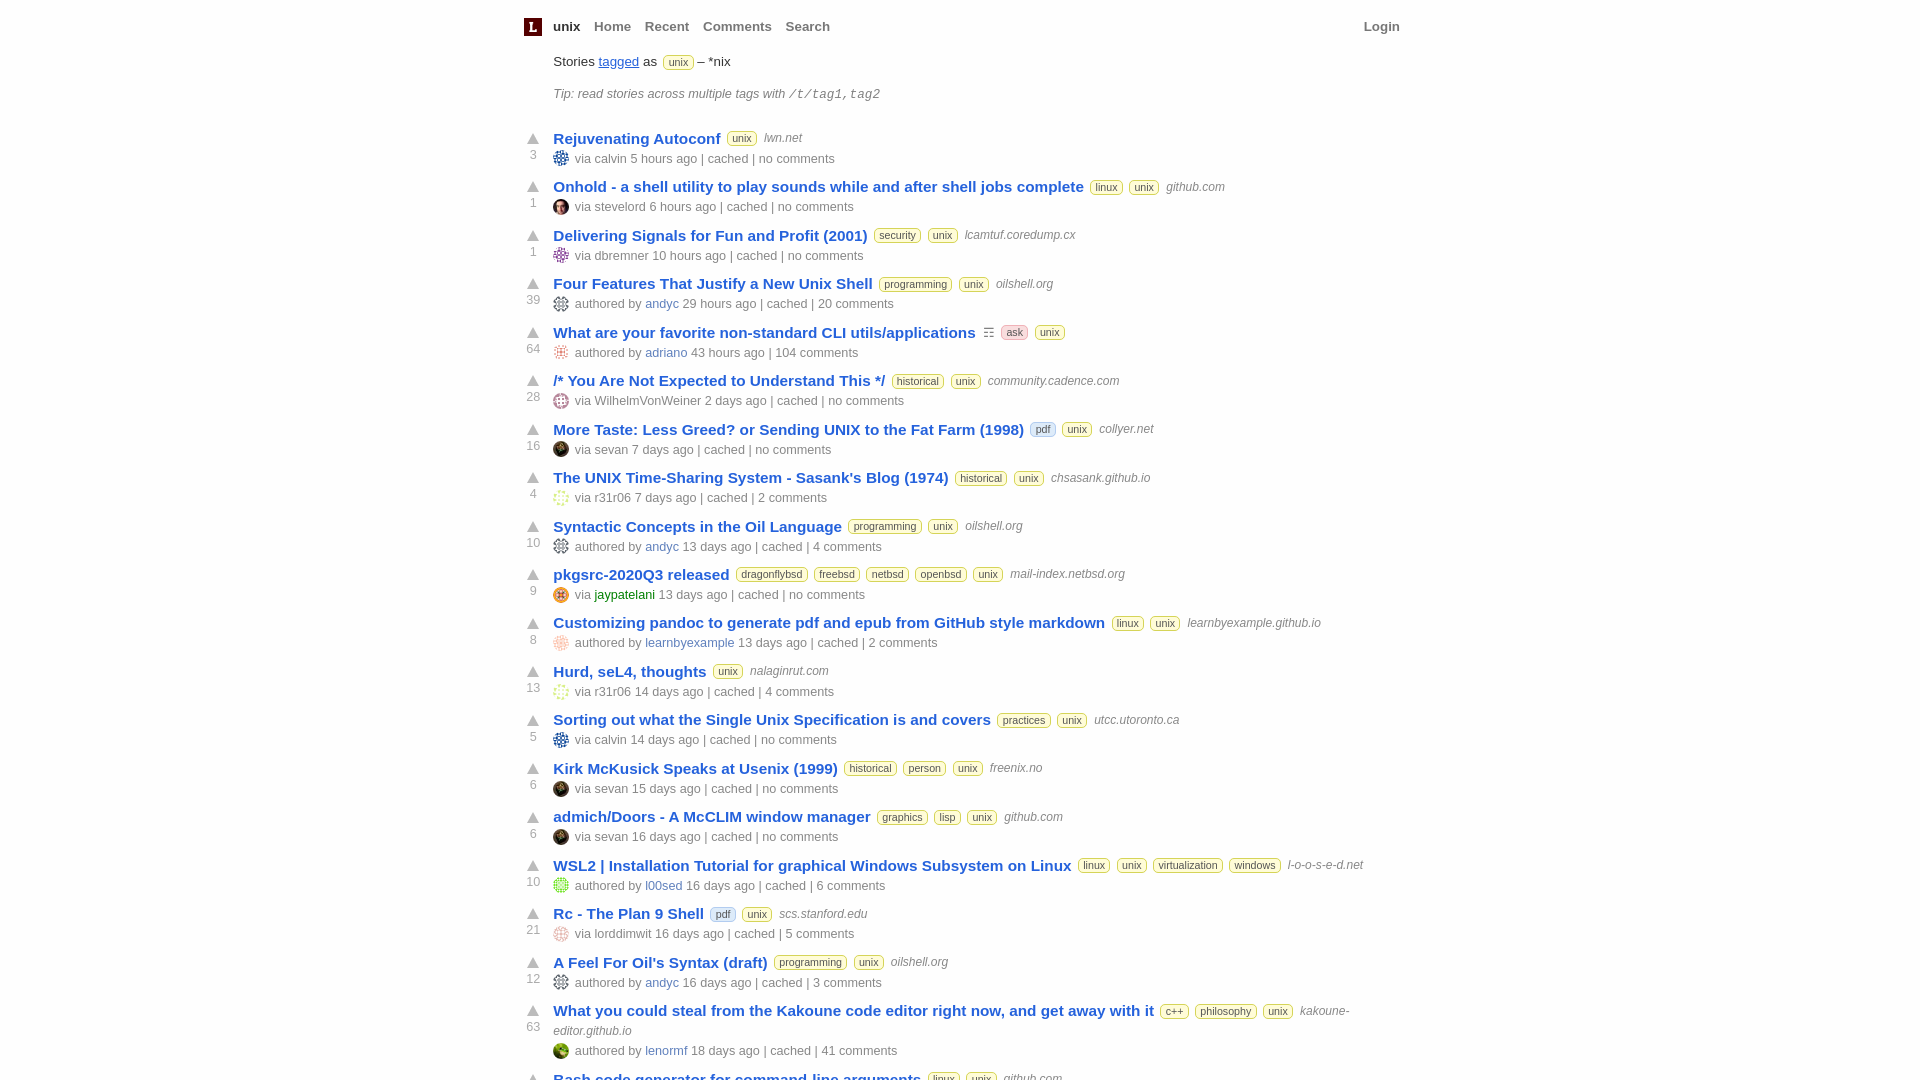 L unix Home Recent Comments Search Login
Stories tagged as unix – *nix
Tip: read stories across multiple tags with /t/tag1,tag2
Rejuvenating Autoconf unix lwn.net
3 via calvin 5 hours ago | cached | no comments
Onhold - a shell utility to play sounds while and after shell jobs complete linux unix github.com
1 via stevelord 6 hours ago | cached | no comments
Delivering Signals for Fun and Profit (2001) security unix lcamtuf.coredump.cx
1 via dbremner 10 hours ago | cached | no comments
Four Features That Justify a New Unix Shell programming unix oilshell.org
39 authored by andyc 29 hours ago | cached | 20 comments
What are your favorite non-standard CLI utils/applications ☶ ask unix
64 authored by adriano 43 hours ago | 104 comments
/* You Are Not Expected to Understand This */ historical unix community.cadence.com
28 via WilhelmVonWeiner 2 days ago | cached | no comments
More Taste: Less Greed? or Sending UNIX to the Fat Farm (1998) pdf unix collyer.net
16 via sevan 7 days ago | cached | no comments
The UNIX Time-Sharing System - Sasank's Blog (1974) historical unix chsasank.github.io
4 via r31r06 7 days ago | cached | 2 comments
Syntactic Concepts in the Oil Language programming unix oilshell.org
10 authored by andyc 13 days ago | cached | 4 comments
pkgsrc-2020Q3 released dragonflybsd freebsd netbsd openbsd unix mail-index.netbsd.org
9 via jaypatelani 13 days ago | cached | no comments
Customizing pandoc to generate pdf and epub from GitHub style markdown linux unix learnbyexample.github.io
8 authored by learnbyexample 13 days ago | cached | 2 comments
Hurd, seL4, thoughts unix nalaginrut.com
13 via r31r06 14 days ago | cached | 4 comments
Sorting out what the Single Unix Specification is and covers practices unix utcc.utoronto.ca
5 via calvin 14 days ago | cached | no comments
Kirk McKusick Speaks at Usenix (1999) historical person unix freenix.no
6 via sevan 15 days ago | cached | no comments
admich/Doors - A McCLIM window manager graphics lisp unix github.com
6 via sevan 16 days ago | cached | no comments
WSL2 | Installation Tutorial for graphical Windows Subsystem on Linux linux unix virtualization windows l-o-o-s-e-d.net
10 authored by l00sed 16 days ago | cached | 6 comments
Rc - The Plan 9 Shell pdf unix scs.stanford.edu
21 via lorddimwit 16 days ago | cached | 5 comments
A Feel For Oil's Syntax (draft) programming unix oilshell.org
12 authored by andyc 16 days ago | cached | 3 comments
What you could steal from the Kakoune code editor right now, and get away with it c++ philosophy unix kakoune-
63 editor.github.io
authored by lenormf 18 days ago | cached | 41 comments
Bash code generator for command line arguments linux unix github.com